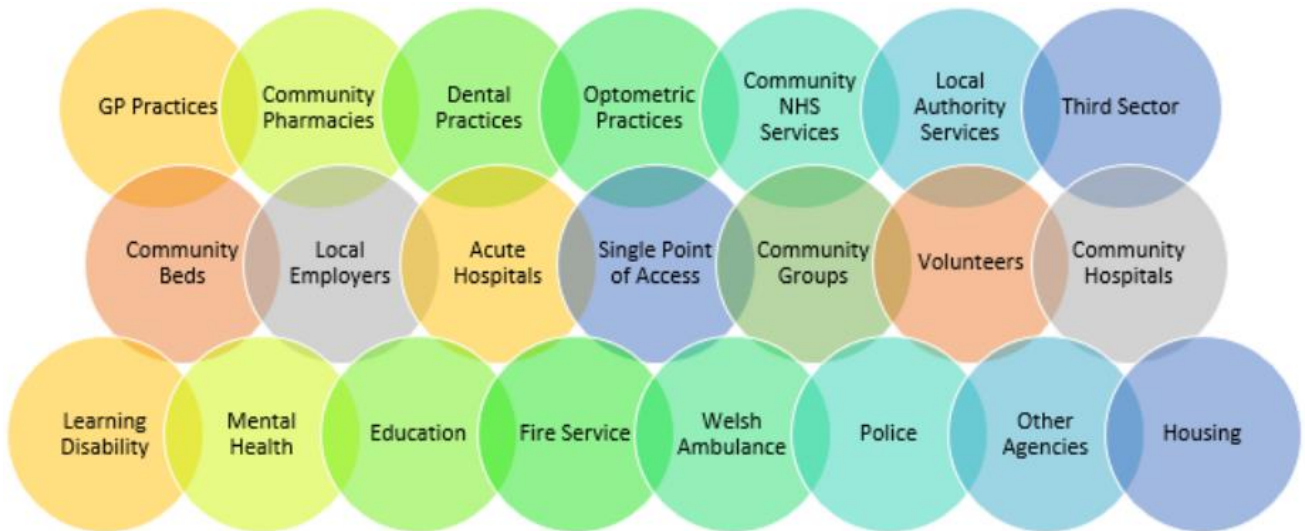 GP Practices
Community
Pharmacies
Dental
Practices
Optometric
Practices
Community
NHS
Services
Local
Authority
Services
Third Sector
Community
Beds
Local
Employers
Acute
Hospitals
Single Point
of Access
Community
Groups
Volunteers
Community
Hospitals
Learning
Disability
Mental
Health
Education
Fire Service
Welsh
Ambulance
Police
Other
Agencies
Housing